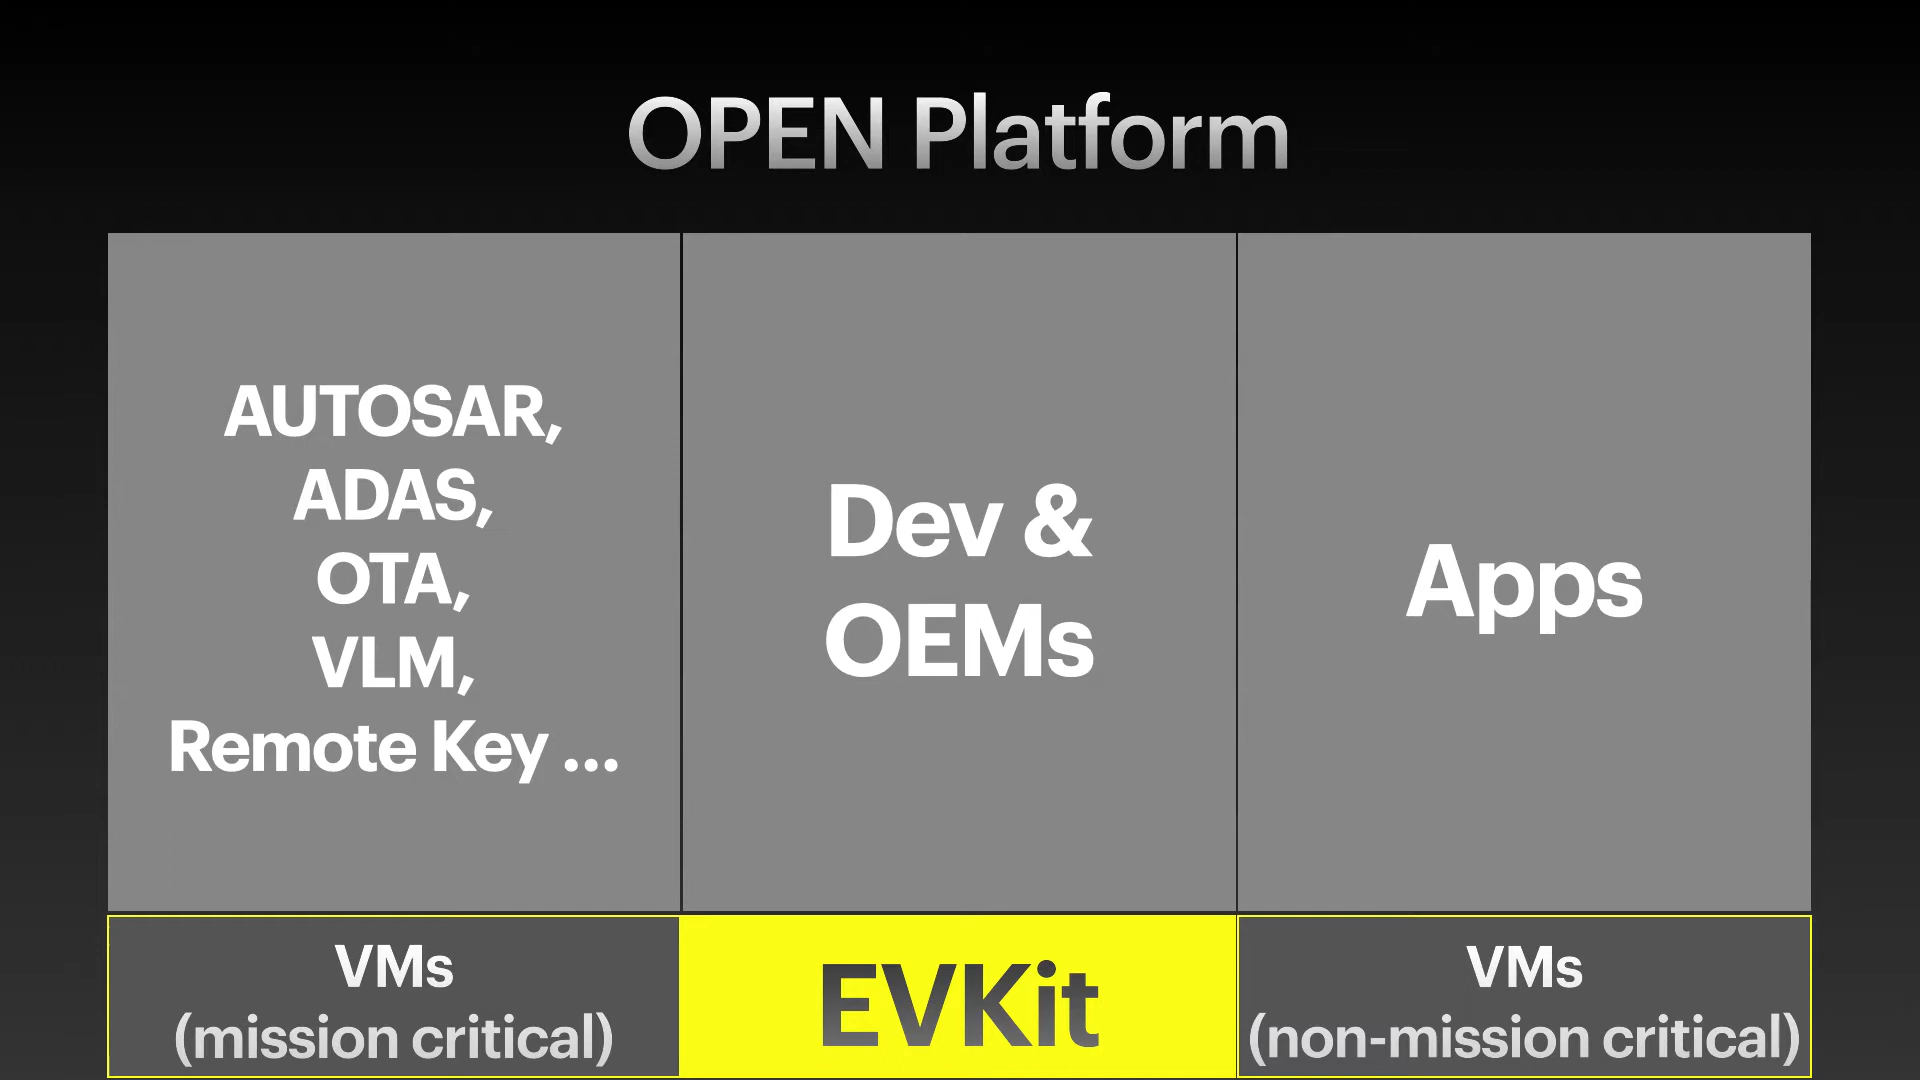 OPEN Platform
AUTOSAR,
ADAS,
OTA,
VLM,
Remote Key ...
Dev &
OEMs
Apps
VMs
(mission critical)
EVKit
VMs
(non-mission critical)